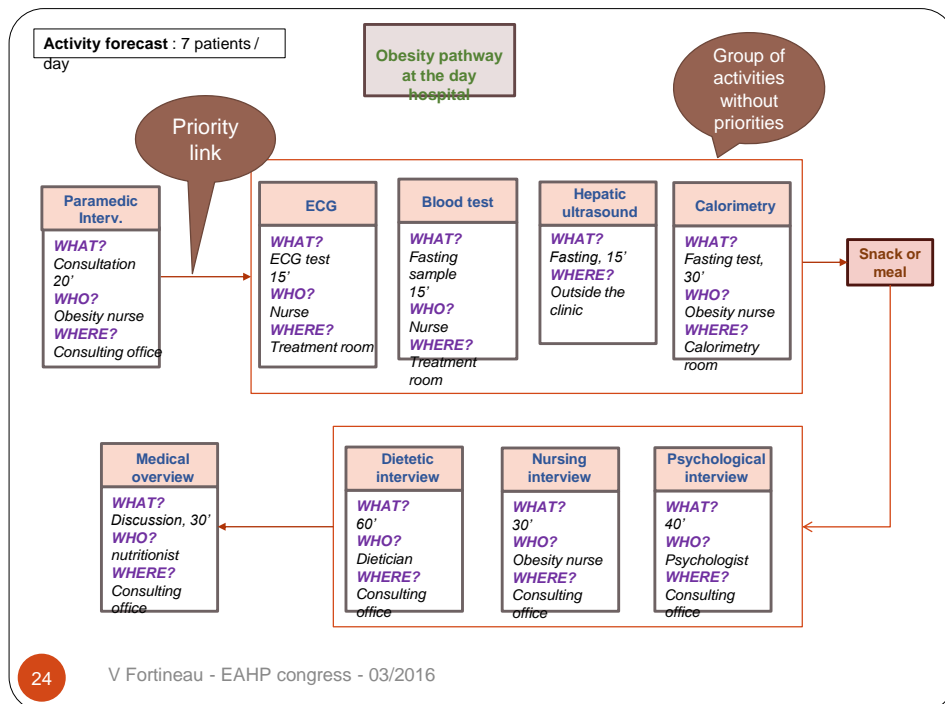 Activity forecast : 7 patients /
day
Obesity pathway
at the day
hospital
Group of
activities
without
priorities
Priority
link
Paramedic
Interv.
WHAT?
Consultation
20’
WHO?
Obesity nurse
WHERE?
Consulting office
ECG
WHAT?
ECG test
15’
WHO?
Nurse
WHERE?
Treatment room
Blood test
WHAT?
Fasting
sample
15’
WHO?
Nurse
WHERE?
Treatment
room
Hepatic
ultrasound
WHAT?
Fasting, 15’
WHERE?
Outside the
clinic
Calorimetry
WHAT?
Fasting test,
30’
WHO?
Obesity nurse
WHERE?
Calorimetry
room
Snack or
meal
Medical
overview
WHAT?
Discussion, 30’
WHO?
nutritionist
WHERE?
Consulting
office
Dietetic
interview
WHAT?
60’
WHO?
Dietician
WHERE?
Consulting
office
Nursing
interview
WHAT?
30’
WHO?
Obesity nurse
WHERE?
Consulting
office
Psychological
interview
WHAT?
40’
WHO?
Psychologist
WHERE?
Consulting
office
24
V Fortineau - EAHP congress - 03/2016